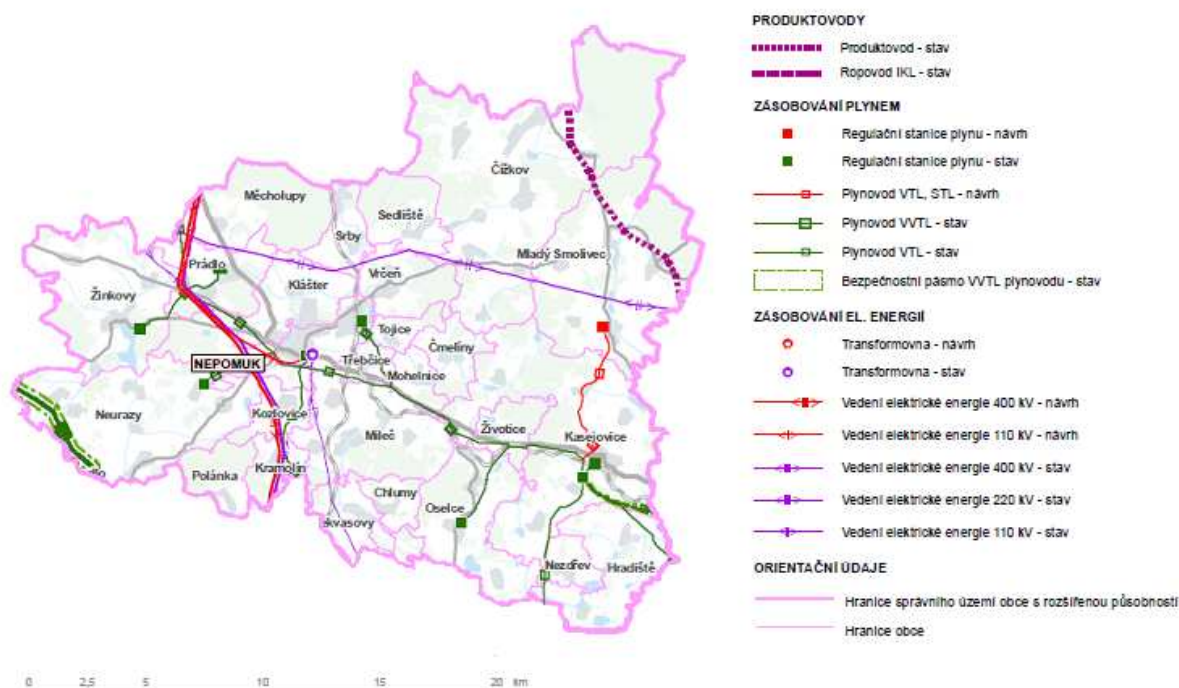 PRODUKTOVODY
Produktovod - stav
Ropovod IKL - stav
ZÁSOBOVÁNÍ PLYNEM
Regulační stanice plynu - návrh
Regulační stanice plynu - stav
Plynovod VTL, STL - návrh
Plynovod VVTL - stav
Plynovod VTL - stav
Bezpečnostní pásmo VVTL plynovodu - stav
ZÁSOBOVÁNÍ EL. ENERGIÍ
Transformovna - návrh
Transformovna - stav
Vedení elektrické energie 400 kV - návrh
Vedení elektrické energie 110 kV - návrh
Vedení elektrické energie 400 kV - stav
Vedení elektrické energie 220 kV - stav
Vedení elektrické energie 110 kV - stav
ORIENTAČNÍ ÚDAJE
Hranice správního území obce s rozšířenou působností
Hranice obce
Čížkov
Měcholupy
Sedliště
Srby
Mladý Smolivec
Prádlo
Vrčeň
Klášter
Žinkovy
Tojice
Čmelíny
NEPOMUK
Třebčice
Mohelnice
Neurazy
Kozlovice
Životice
Kasejovice
Mileč
Polánka
Kramolín
Chlumy
Oselce
kvasovy
Nezdřev
Hradiště
0 2,5 5 10 15 20 km